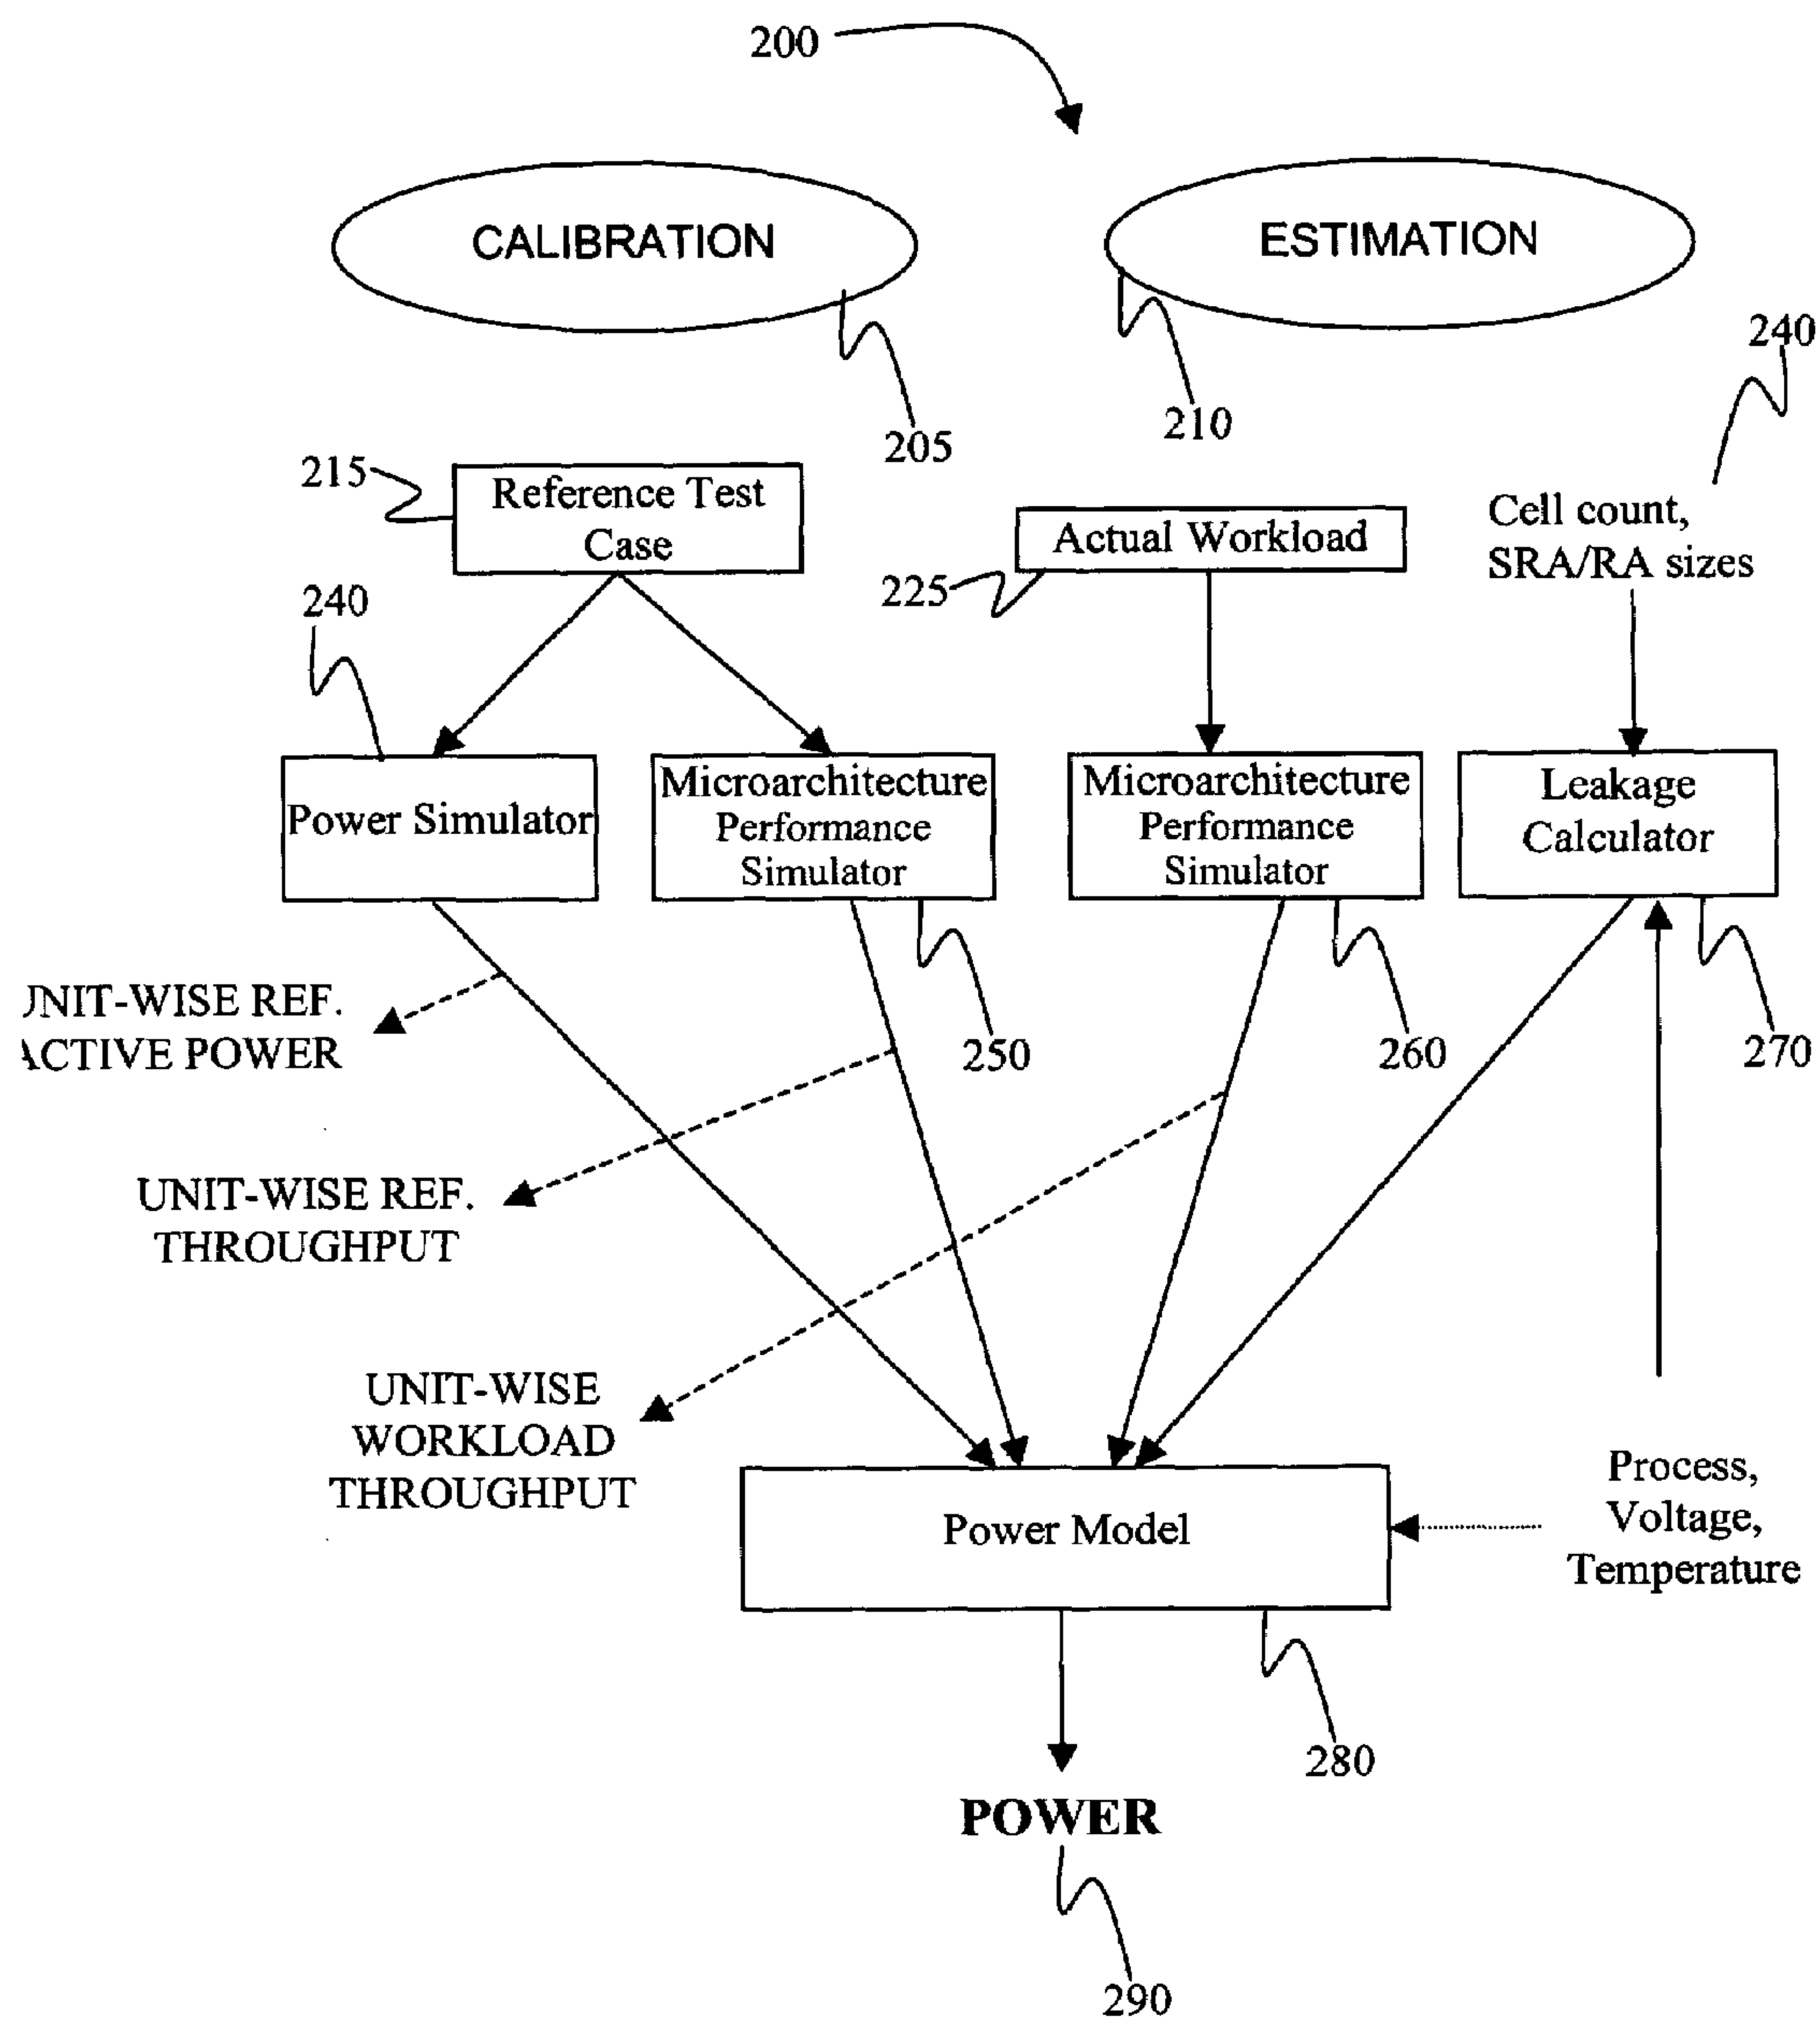 200
CALIBRATION
ESTIMATION
240
205
210
215
Reference Test
Case
Actual Workload
225
Cell count,
SRA/RA sizes
240
Power Simulator
Microarchitecture
Performance
Simulator
Microarchitecture
Performance
Simulator
Leakage
Calculator
JNIT-WISE REF.
ACTIVE POWER
250
260
270
UNIT-WISE REF.
THROUGHPUT
UNIT-WISE
WORKLOAD
THROUGHPUT
Process,
Voltage,
Temperature
Power Model
280
POWER
290